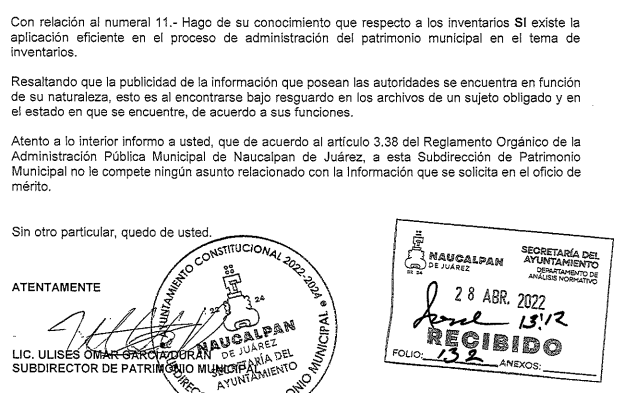 Con relación al numeral 11.- Hago de su conocimiento que respecto a los inventarios SI existe la
aplicación eficiente en el proceso de administración del patrimonio municipal en el tema de
inventarios.
Resaltando que la publicidad de la información que posean las autoridades se encuentra en función
de su naturaleza, esto es al encontrarse bajo resguardo en los archivos de un sujeto obligado y en
el estado en que se encuentre, de acuerdo a sus funciones.
Atento a lo interior informo a usted, que de acuerdo al artículo 3.38 del Reglamento Orgánico de la
Administración Pública Municipal de Naucalpan de Juárez, a esta Subdirección de Patrimonio
Municipal no le compete ningún asunto relacionado con la Información que se solicita en el oficio de
mérito.
Sin otro particular, quedo de usted.
ATENTAMENTE
LIC. ULISES OMAR GARCÍA DURÁN
SUBDIRECTOR DE PATRIMONIO MUNICIPAL
AYUNTAMIENTO CONSTITUCIONAL 2022-2024
22 24
NAUCALPAN
DE JUÁREZ
SECRETARÍA DEL
AYUNTAMIENTO
MUNICIPAL
NAUCALPAN
DE JUÁREZ
22 24
SECRETARÍA DEL
AYUNTAMIENTO
DEPARTAMENTO DE
ANÁLISIS NORMATIVO
28 ABR. 2022
13:12
RECIBIDO
FOLIO: 132 ANEXOS: